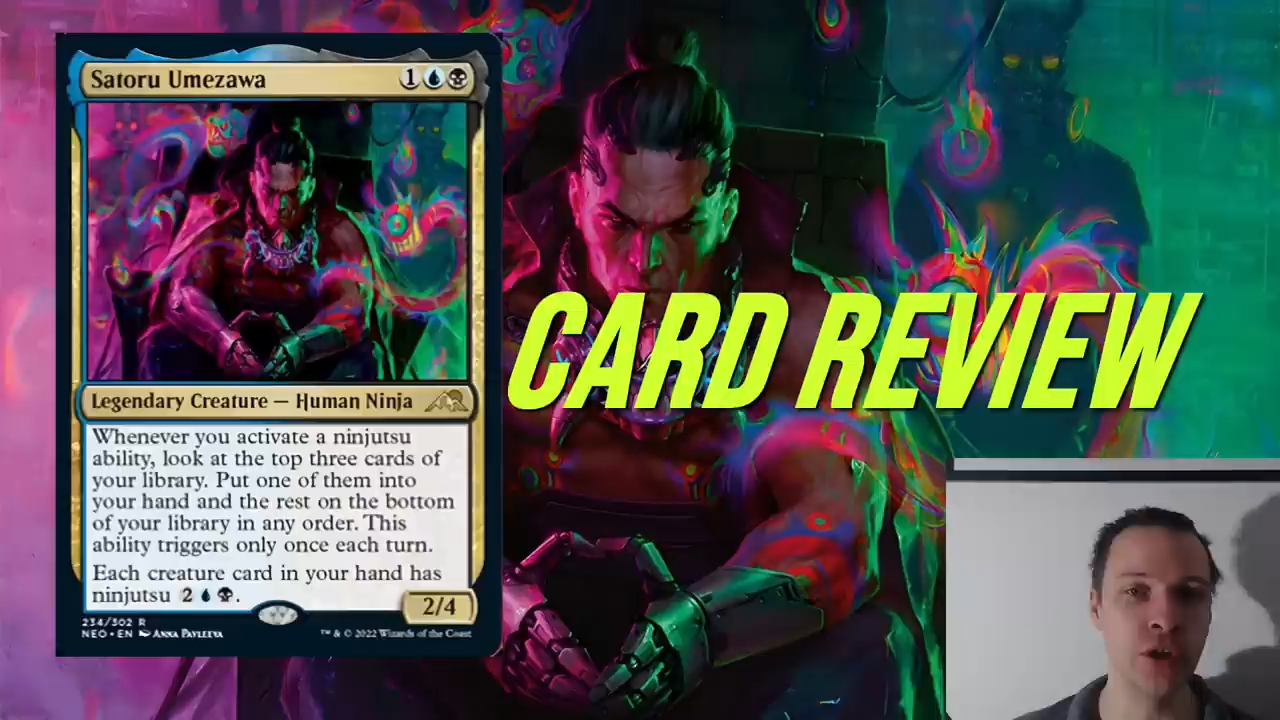 Satoru Umezawa 1
CARD REVIEW
Legendary Creature — Human Ninja
Whenever you activate a ninjutsu
ability, look at the top three cards of
your library. Put one of them into
your hand and the rest on the bottom
of your library in any order. This
ability triggers only once each turn.
Each creature card in your hand has
ninjutsu 2 .
2/4
234/302 R
NEO • EN Anna Pavleeva
™ & © 2022 Wizards of the Coast